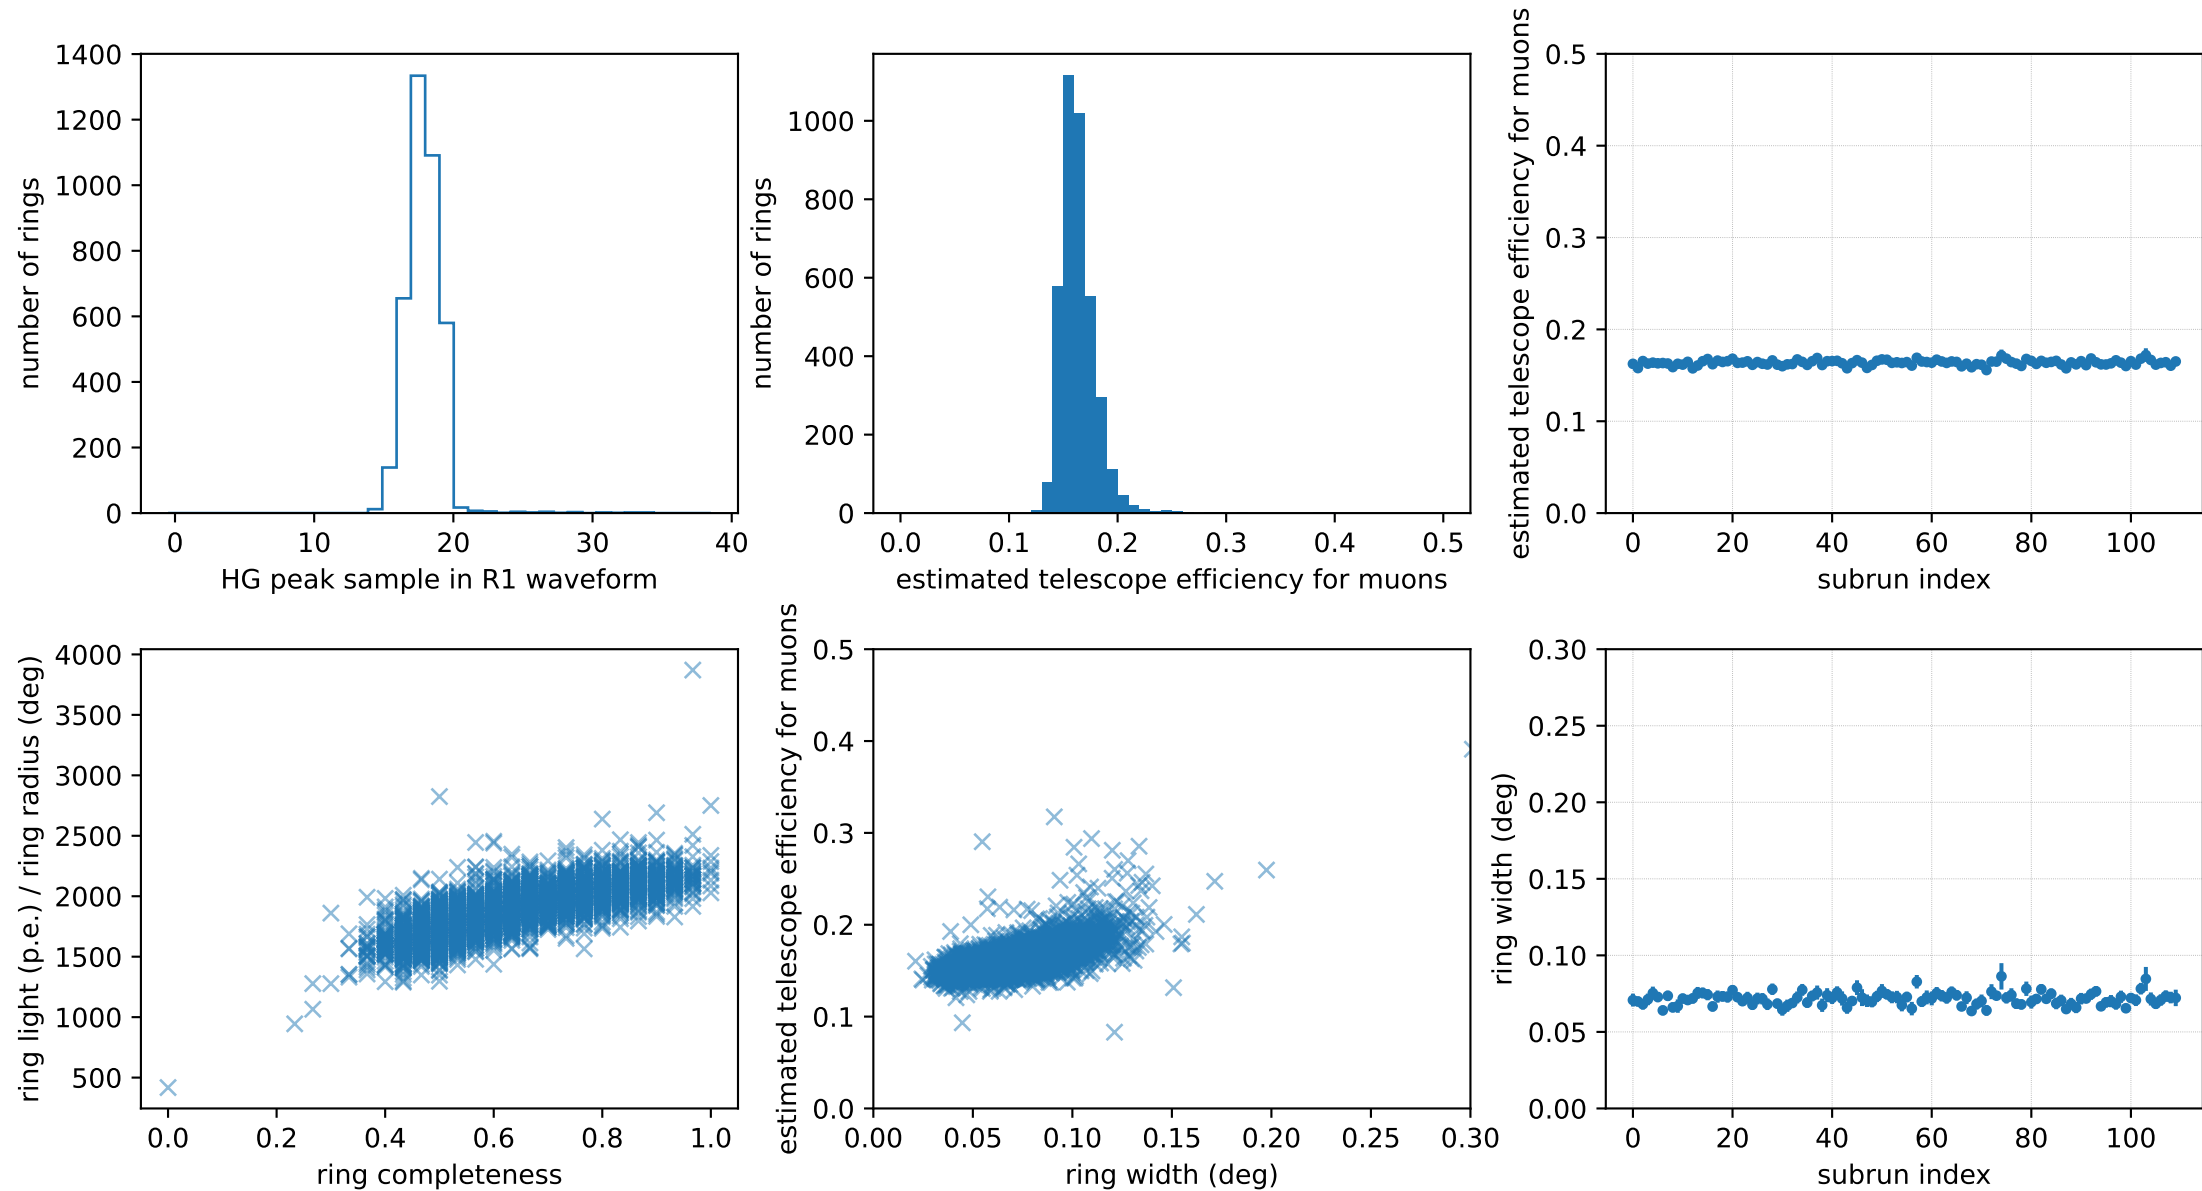 number of rings
1400
1200
1000
800
600
400
200
0
0 10 20 30 40
HG peak sample in R1 waveform
number of rings
1000
800
600
400
200
0
0.0 0.1 0.2 0.3 0.4 0.5
estimated telescope efficiency for muons
estimated telescope efficiency for muons
0.5
0.4
0.3
0.2
0.1
0.0
0 20 40 60 80 100
subrun index
ring light (p.e.) / ring radius (deg)
4000
3500
3000
2500
2000
1500
1000
500
0.0 0.2 0.4 0.6 0.8 1.0
ring completeness
estimated telescope efficiency for muons
0.5
0.4
0.3
0.2
0.1
0.0
0.00 0.05 0.10 0.15 0.20 0.25 0.30
ring width (deg)
ring width (deg)
0.30
0.25
0.20
0.15
0.10
0.05
0.00
0 20 40 60 80 100
subrun index